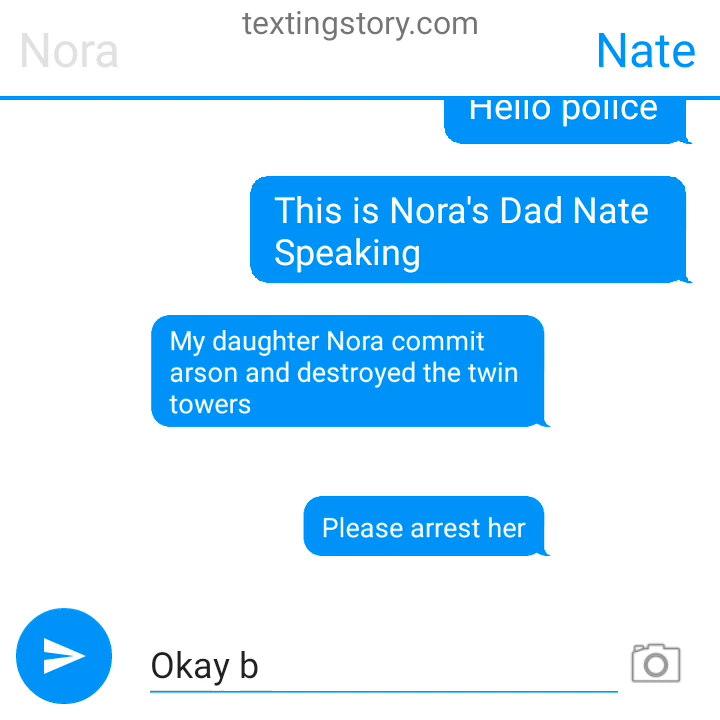 textingstory.com
Nora
Nate
Hello police
This is Nora's Dad Nate
Speaking
My daughter Nora commit
arson and destroyed the twin
towers
Please arrest her
Okay b